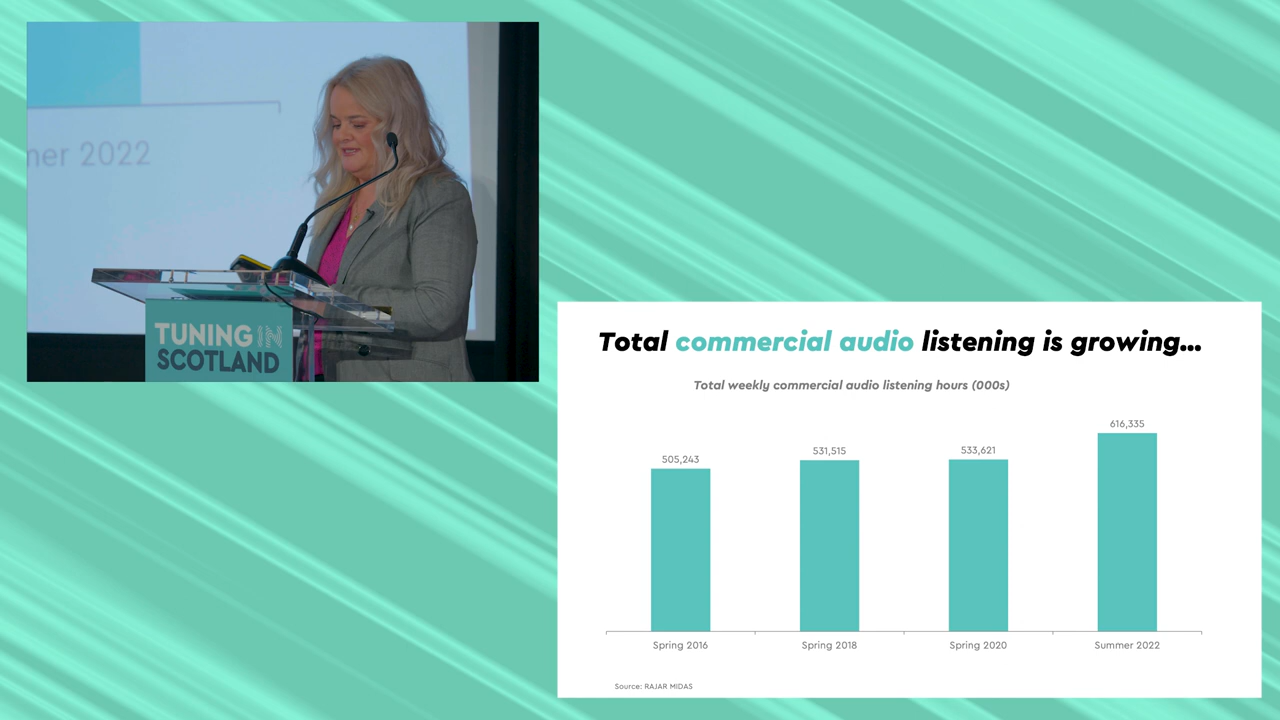 ner 2022
TUNING IN
SCOTLAND
Total commercial audio listening is growing...
Total weekly commercial audio listening hours (000s)
505,243
531,515
533,621
616,335
Spring 2016
Spring 2018
Spring 2020
Summer 2022
Source: RAJAR MIDAS